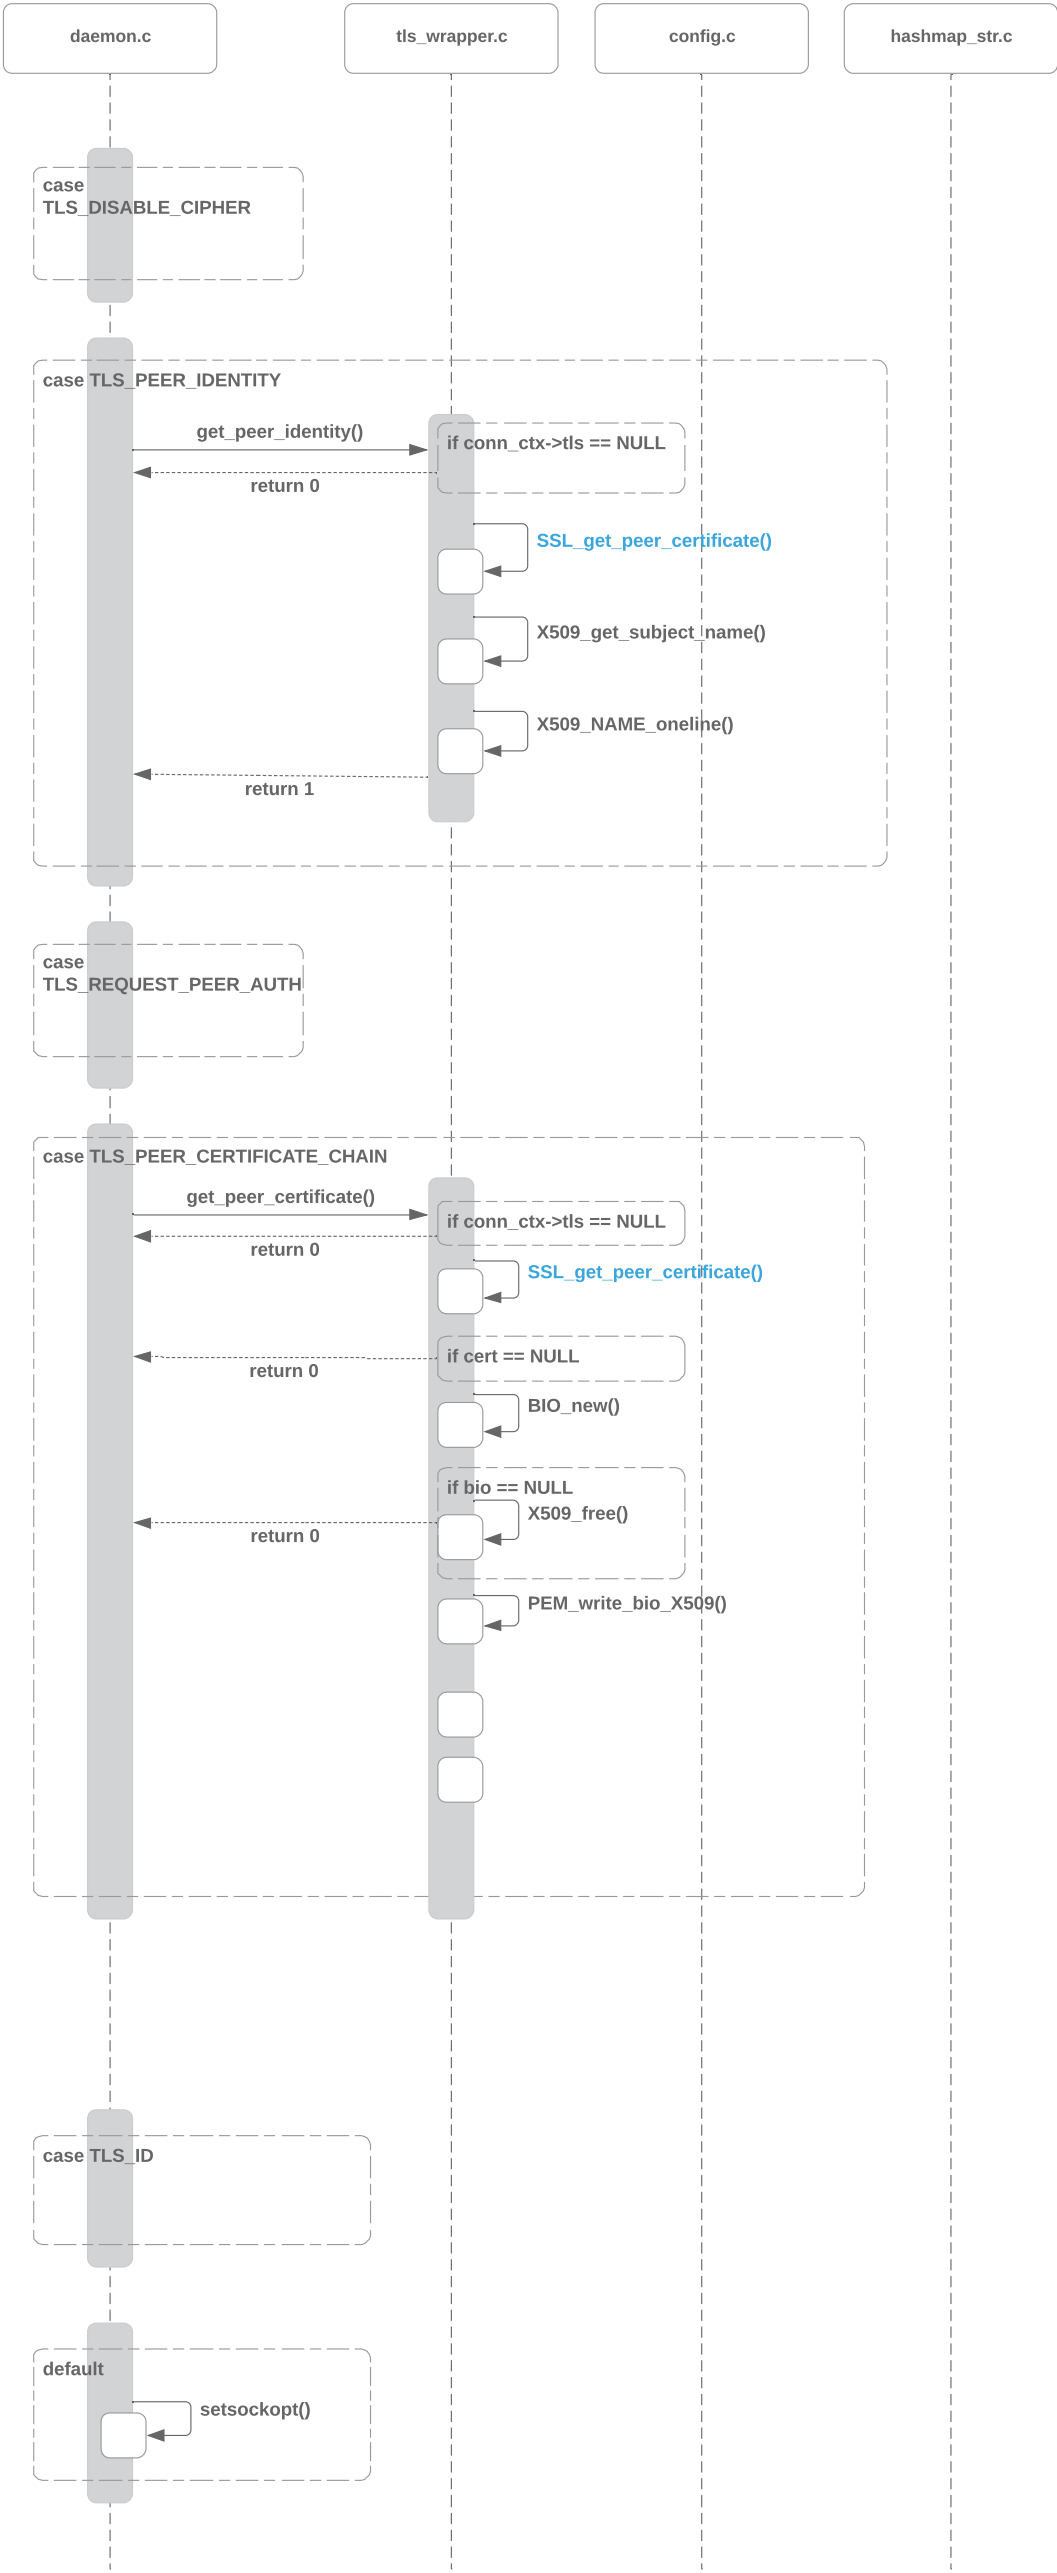 daemon.c
tls_wrapper.c
config.c
hashmap_str.c
case
TLS_DISABLE_CIPHER
case TLS_PEER_IDENTITY
get_peer_identity()
if conn_ctx->tls == NULL
return 0
SSL_get_peer_certificate()
X509_get_subject_name()
X509_NAME_oneline()
return 1
case
TLS_REQUEST_PEER_AUTH
case TLS_PEER_CERTIFICATE_CHAIN
get_peer_certificate()
if conn_ctx->tls == NULL
return 0
SSL_get_peer_certificate()
if cert == NULL
return 0
BIO_new()
if bio == NULL
X509_free()
return 0
PEM_write_bio_X509()
case TLS_ID
default
setsockopt()